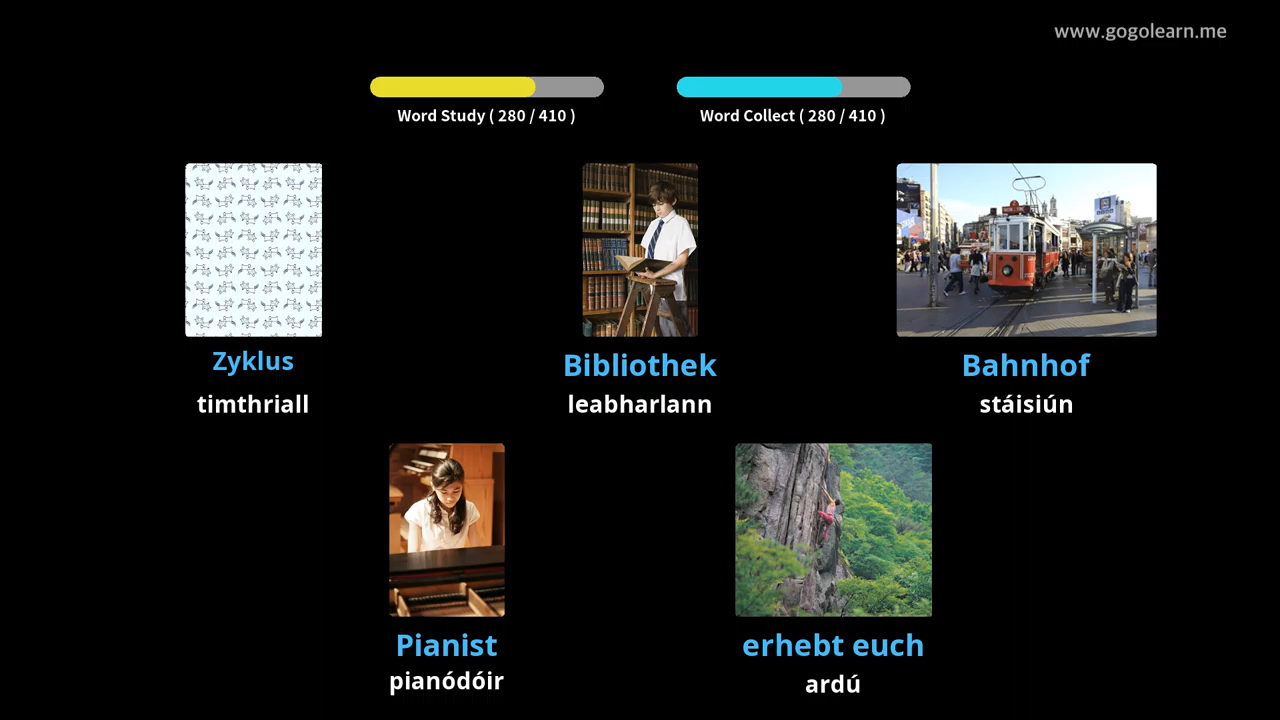 www.gogolearn.me
Word Study ( 280 / 410 )
Word Collect ( 280 / 410 )
Zyklus
timthriall
Bibliothek
leabharlann
Bahnhof
stáisiún
Pianist
pianódóir
erhebt euch
ardú